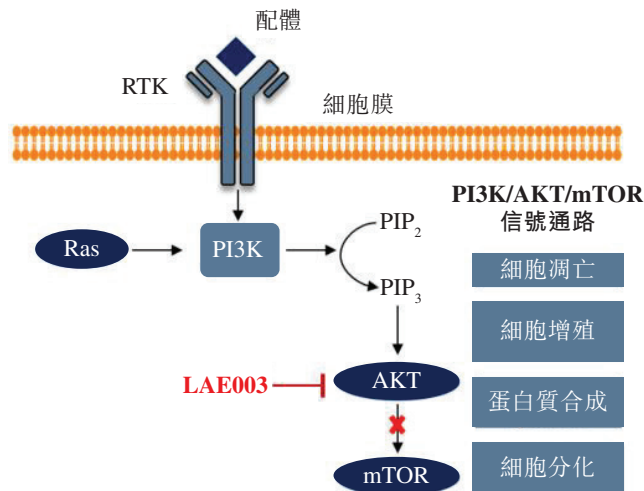 配體
RTK
細胞膜
PI3K/AKT/mTOR
信號通路
Ras
PI3K
PIP₂
細胞凋亡
PIP₃
細胞增殖
LAE003
AKT
蛋白質合成
mTOR
細胞分化